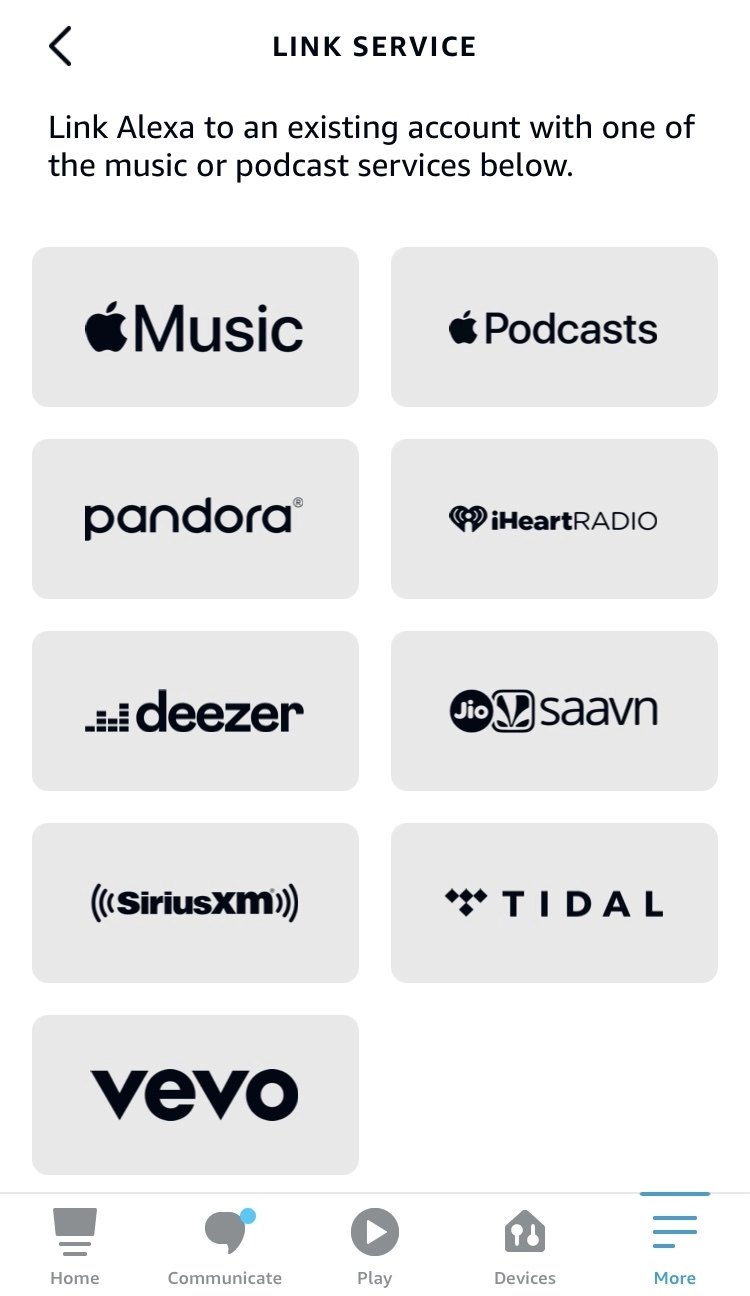 LINK SERVICE
Link Alexa to an existing account with one of
the music or podcast services below.
Music
Podcasts
pandora®
iHeartRADIO
deezer
Jio saavn
SiriusXM
TIDAL
vevo
Home
Communicate
Play
Devices
More